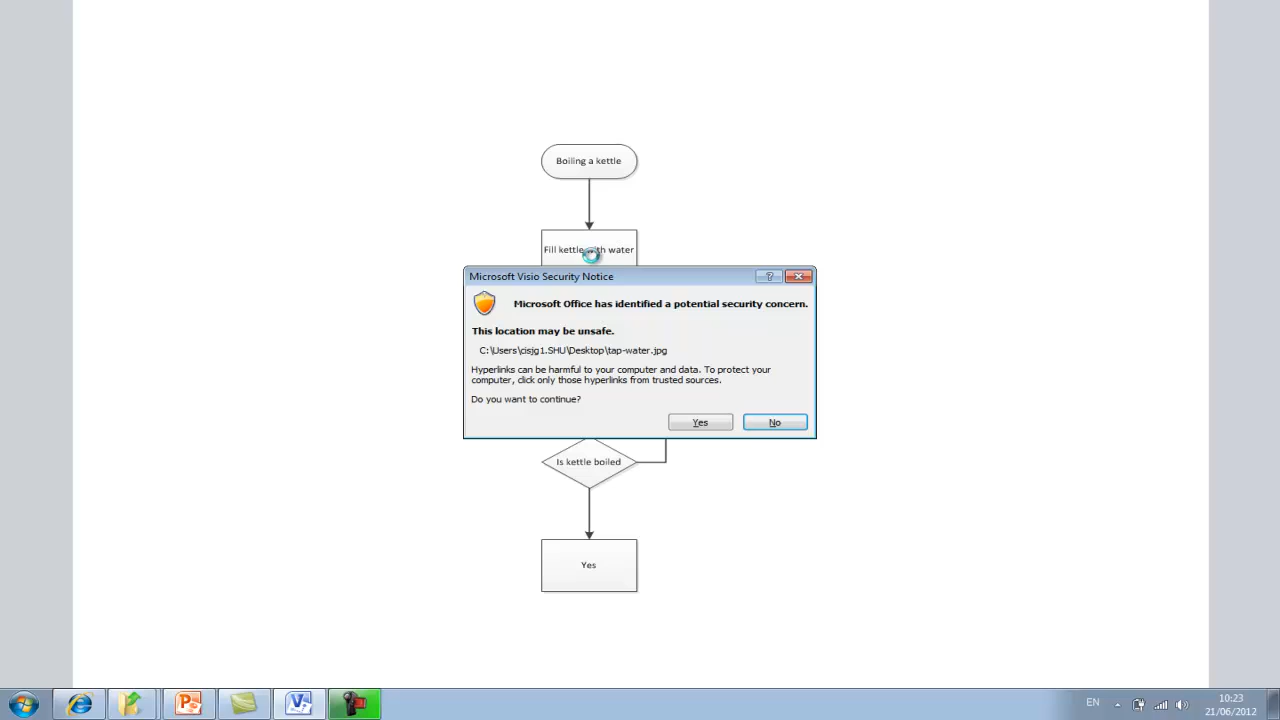 Boiling a kettle
Fill kettle with water
Microsoft Visio Security Notice
Microsoft Office has identified a potential security concern.
This location may be unsafe.
C:\Users\cisjg1.SHU\Desktop\tap-water.jpg
Hyperlinks can be harmful to your computer and data. To protect your
computer, click only those hyperlinks from trusted sources.
Do you want to continue?
Yes
No
Is kettle boiled
Yes
EN
10:23
21/06/2012